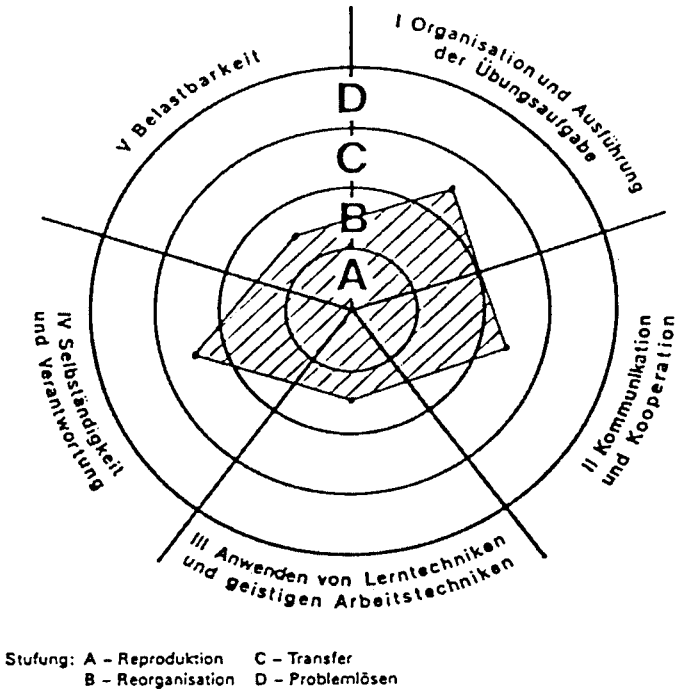 I Organisation und Ausführung
der Übungsaufgabe
V Belastbarkeit
D
C
B
A
IV Selbständigkeit
und Verantwortung
II Kommunikation
und Kooperation
III Anwenden von Lerntechniken
und geistigen Arbeitstechniken
Stufung: A – Reproduktion C – Transfer
B – Reorganisation D – Problemlösen